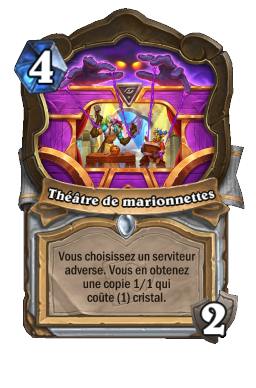 4
Théâtre de marionnettes
Vous choisissez un serviteur
adverse. Vous en obtenez
une copie 1/1 qui
coûte (1) cristal.
2